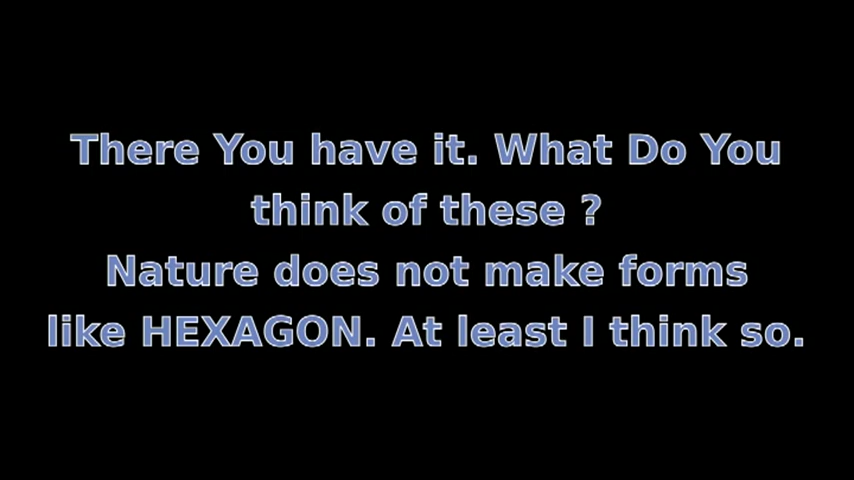 There You have it. What Do You
think of these ?
Nature does not make forms
like HEXAGON. At least I think so.